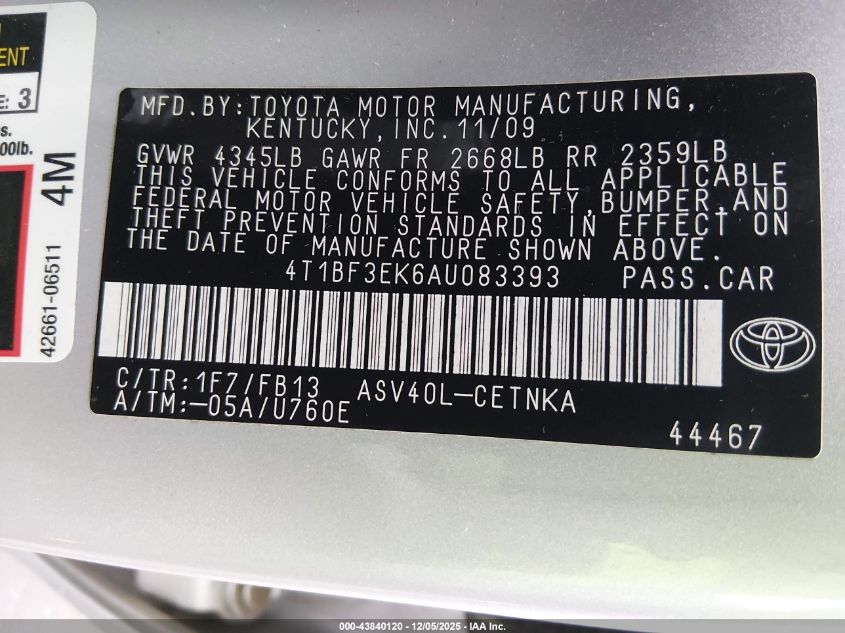 ENT
E: 3
s.
00lb.
42661-06511
4M
MFD.BY:TOYOTA MOTOR MANUFACTURING,
KENTUCKY,INC.11/09
GVWR 4345LB GAWR FR 2668LB RR 2359LB
THIS VEHICLE CONFORMS TO ALL APPLICABLE
FEDERAL MOTOR VEHICLE SAFETY,BUMPER,AND
THEFT PREVENTION STANDARDS IN EFFECT ON
THE DATE OF MANUFACTURE SHOWN ABOVE.
4T1BF3EK6AU083393 PASS.CAR
C/TR:1F7/FB13 ASV40L-CETNKA
A/TM:-05A/U760E
44467
000-43840120 - 12/05/2025 - IAA Inc.